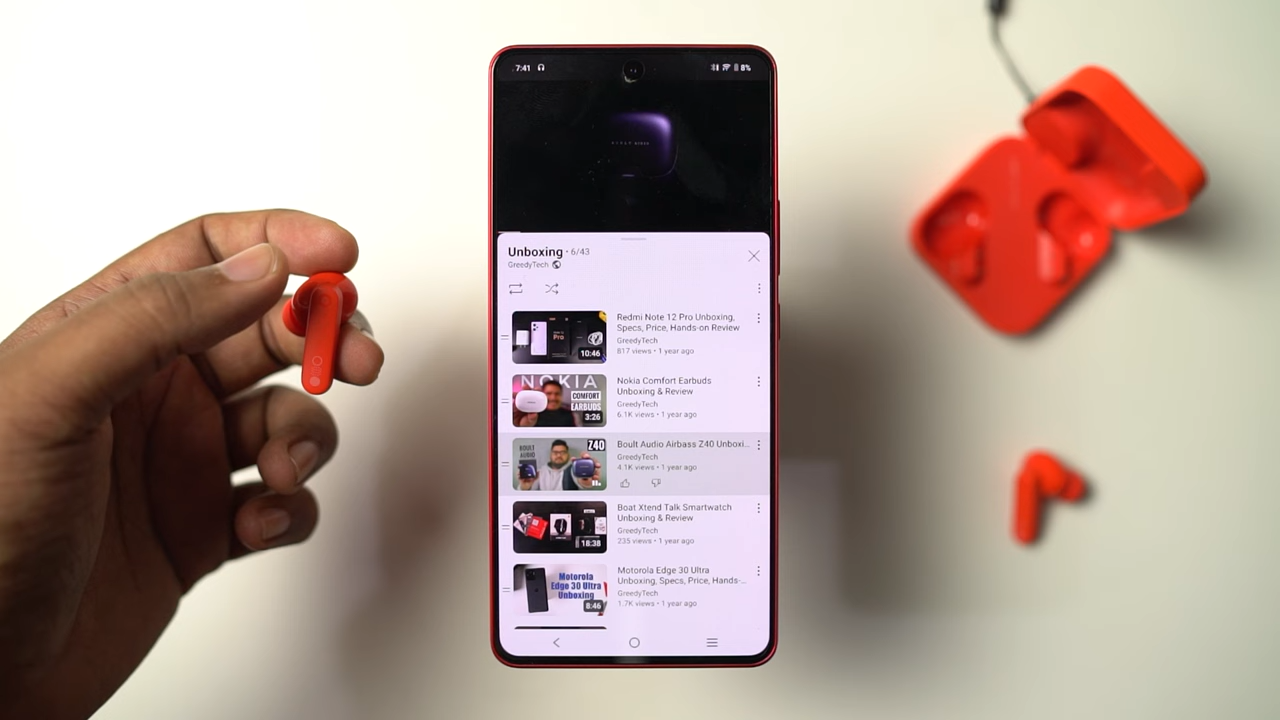 7:41
8%
Unboxing · 6/43
GreedyTech
Redmi Note 12 Pro Unboxing,
Specs, Price, Hands-on Review
GreedyTech
817 views • 1 year ago
Pro
10:46
Nokia Comfort Earbuds
Unboxing & Review
GreedyTech
6.1K views • 1 year ago
NOKIA
COMFORT
EARBUDS
3:26
Boult Audio Airbass Z40 Unboxi...
GreedyTech
4.1K views • 1 year ago
BOULT
AUDIO
Z40
Boat Xtend Talk Smartwatch
Unboxing & Review
GreedyTech
235 views • 1 year ago
18:38
Motorola Edge 30 Ultra
Unboxing, Specs, Price, Hands-...
GreedyTech
1.7K views • 1 year ago
Motorola
Edge 30 Ultra
Unboxing
8:46